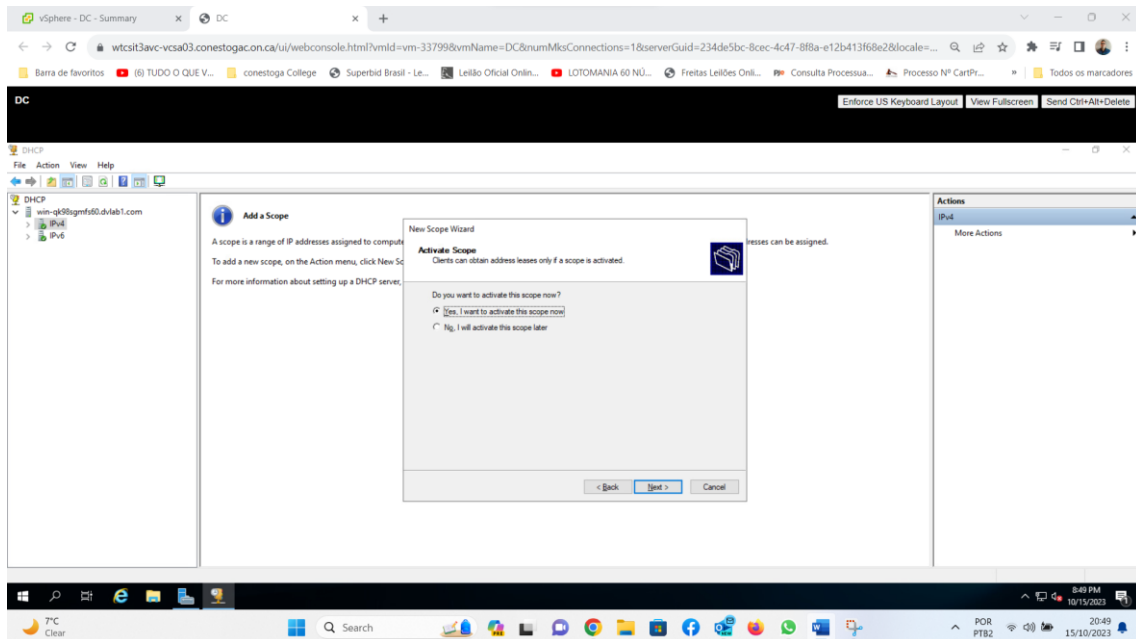 vSphere - DC - Summary
DC
wtcsit3avc-vcsa03.conestogac.on.ca/ui/webconsole.html?vmId=vm-33799&vmName=DC&numMksConnections=1&serverGuid=234de5bc-8cec-4c47-8f8a-e12b413f68e2&locale=...
Barra de favoritos (6) TUDO O QUE V... conestoga College Superbid Brasil - Le... Leilão Oficial Onlin... LOTOMANIA 60 NÚ... Freitas Leilões Onli... Consulta Processua... Processo Nº CartPr... » Todos os marcadores
DC Enforce US Keyboard Layout View Fullscreen Send Ctrl+Alt+Delete
DHCP
File Action View Help
DHCP
win-qk98sgmfs60.dvlab1.com
IPv4
IPv6
Add a Scope
A scope is a range of IP addresses assigned to compute
resses can be assigned.
To add a new scope, on the Action menu, click New Sc
For more information about setting up a DHCP server,
New Scope Wizard
Activate Scope
Clients can obtain address leases only if a scope is activated.
Do you want to activate this scope now?
Yes, I want to activate this scope now
No, I will activate this scope later
< Back Next > Cancel
Actions
IPv4
More Actions
8:49 PM
10/15/2023
7°C
Clear
Search
POR
PTB2
20:49
15/10/2023